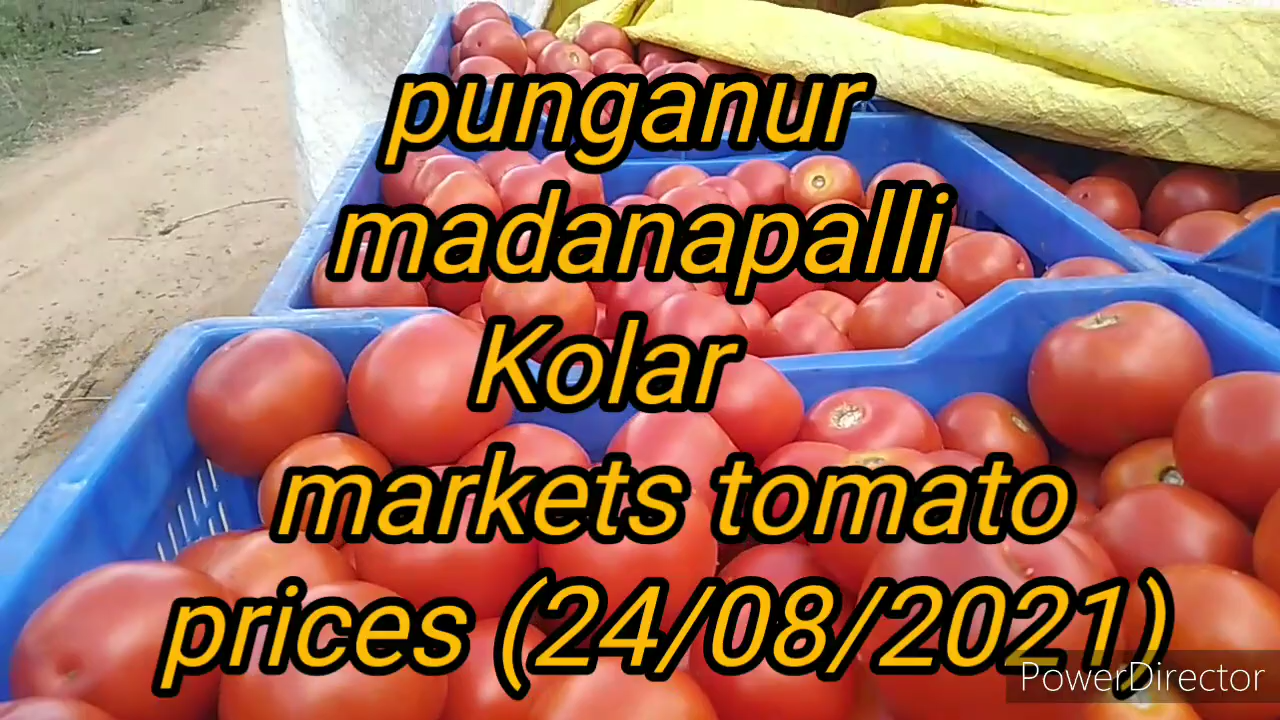 punganur
madanapalli
Kolar
markets tomato
prices (24/08/2021)
PowerDirector